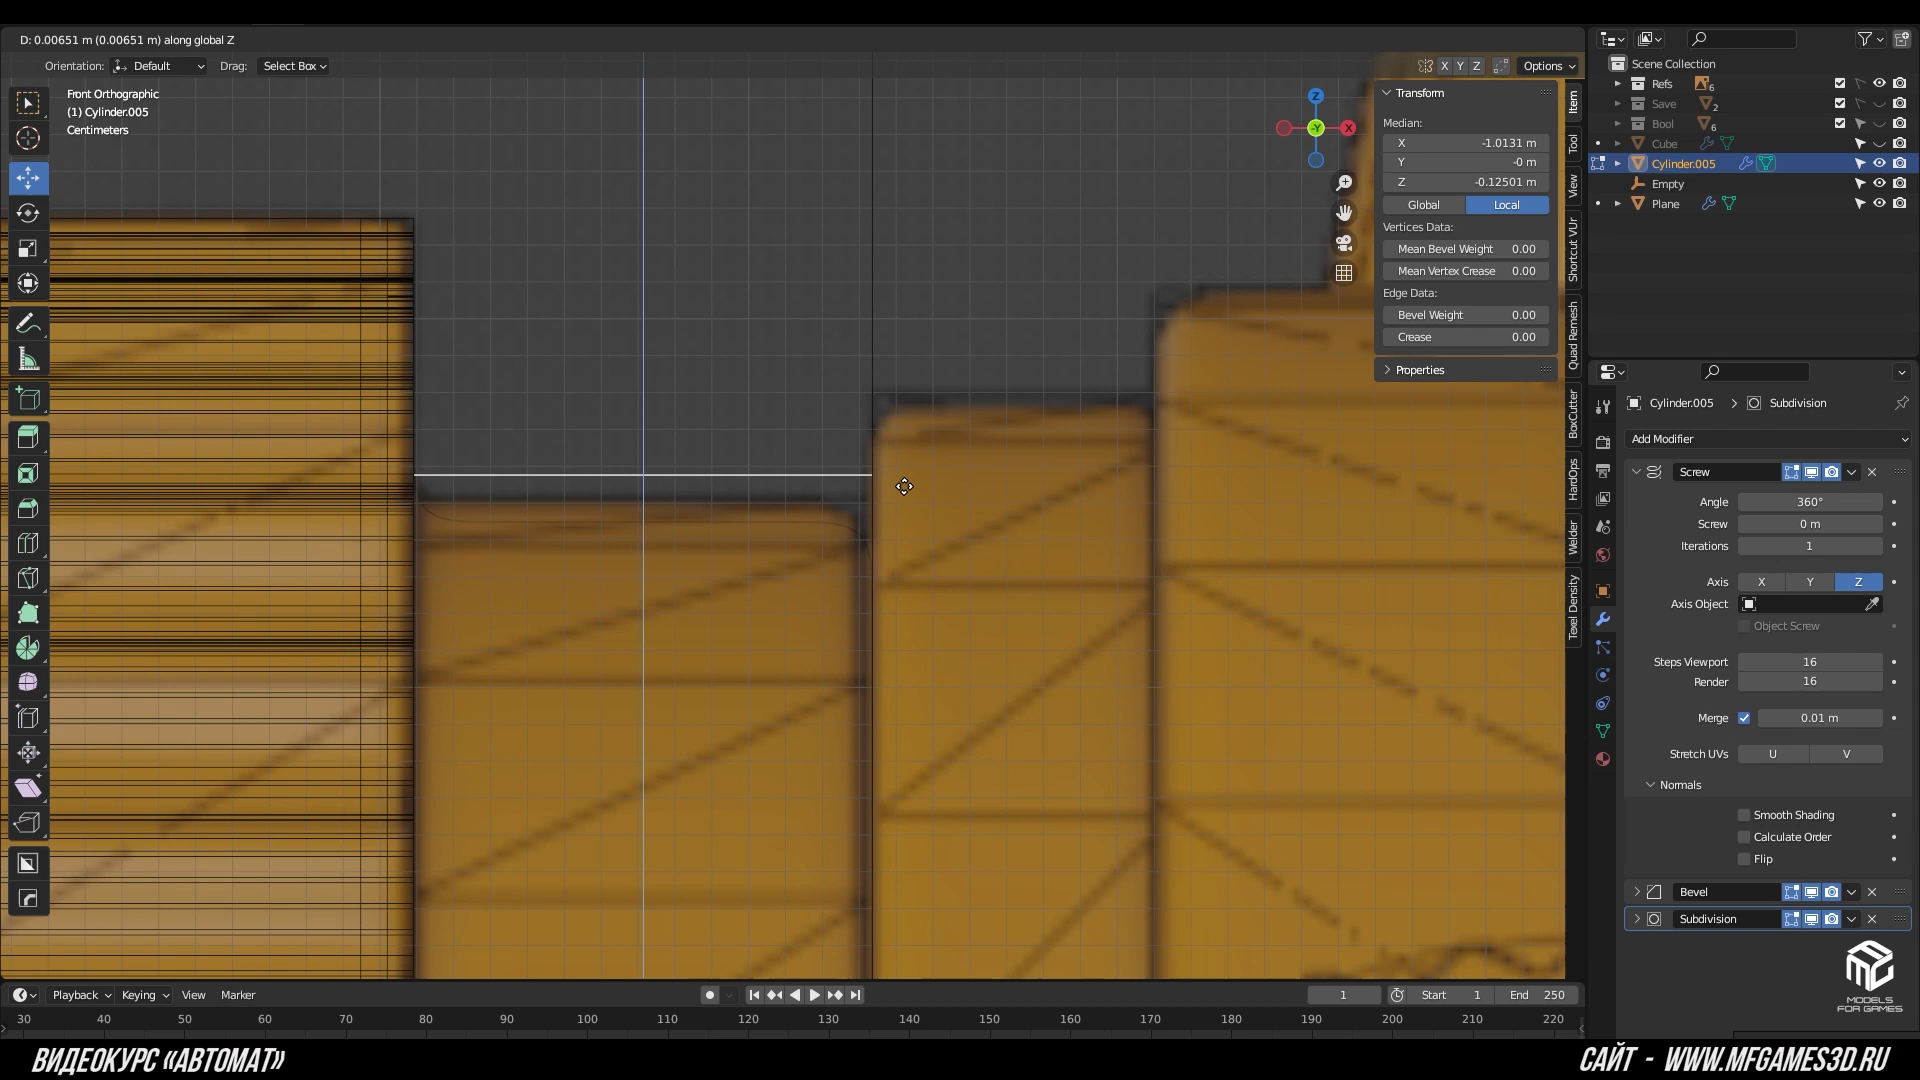 D: 0.00651 m (0.00651 m) along global Z
Orientation: Default Drag: Select Box X Y Z Options
Front Orthographic
(1) Cylinder.005
Centimeters
Z
-Y
X
Transform
Median:
X -1.0131 m
Y -0 m
Z -0.12501 m
Global Local
Vertices Data:
Mean Bevel Weight 0.00
Mean Vertex Crease 0.00
Edge Data:
Bevel Weight 0.00
Crease 0.00
Properties
Item
Tool
View
Shortcut VUr
Quad Remesh
BoxCutter
HardOps
Welder
Texel Density
Scene Collection
Refs 6
Save 2
Bool 6
Cube
Cylinder.005
Empty
Plane
Cylinder.005 Subdivision
Add Modifier
Screw
Angle 360°
Screw 0 m
Iterations 1
Axis X Y Z
Axis Object
Object Screw
Steps Viewport 16
Render 16
Merge 0.01 m
Stretch UVs U V
Normals
Smooth Shading
Calculate Order
Flip
Bevel
Subdivision
MODELS
FOR GAMES
Playback Keying View Marker 1 Start 1 End 250
30 40 50 60 70 80 90 100 110 120 130 140 150 160 170 180 190 200 210 220
ВИДЕОКУРС «АВТОМАТ»
САЙТ - WWW.MFGAMES3D.RU